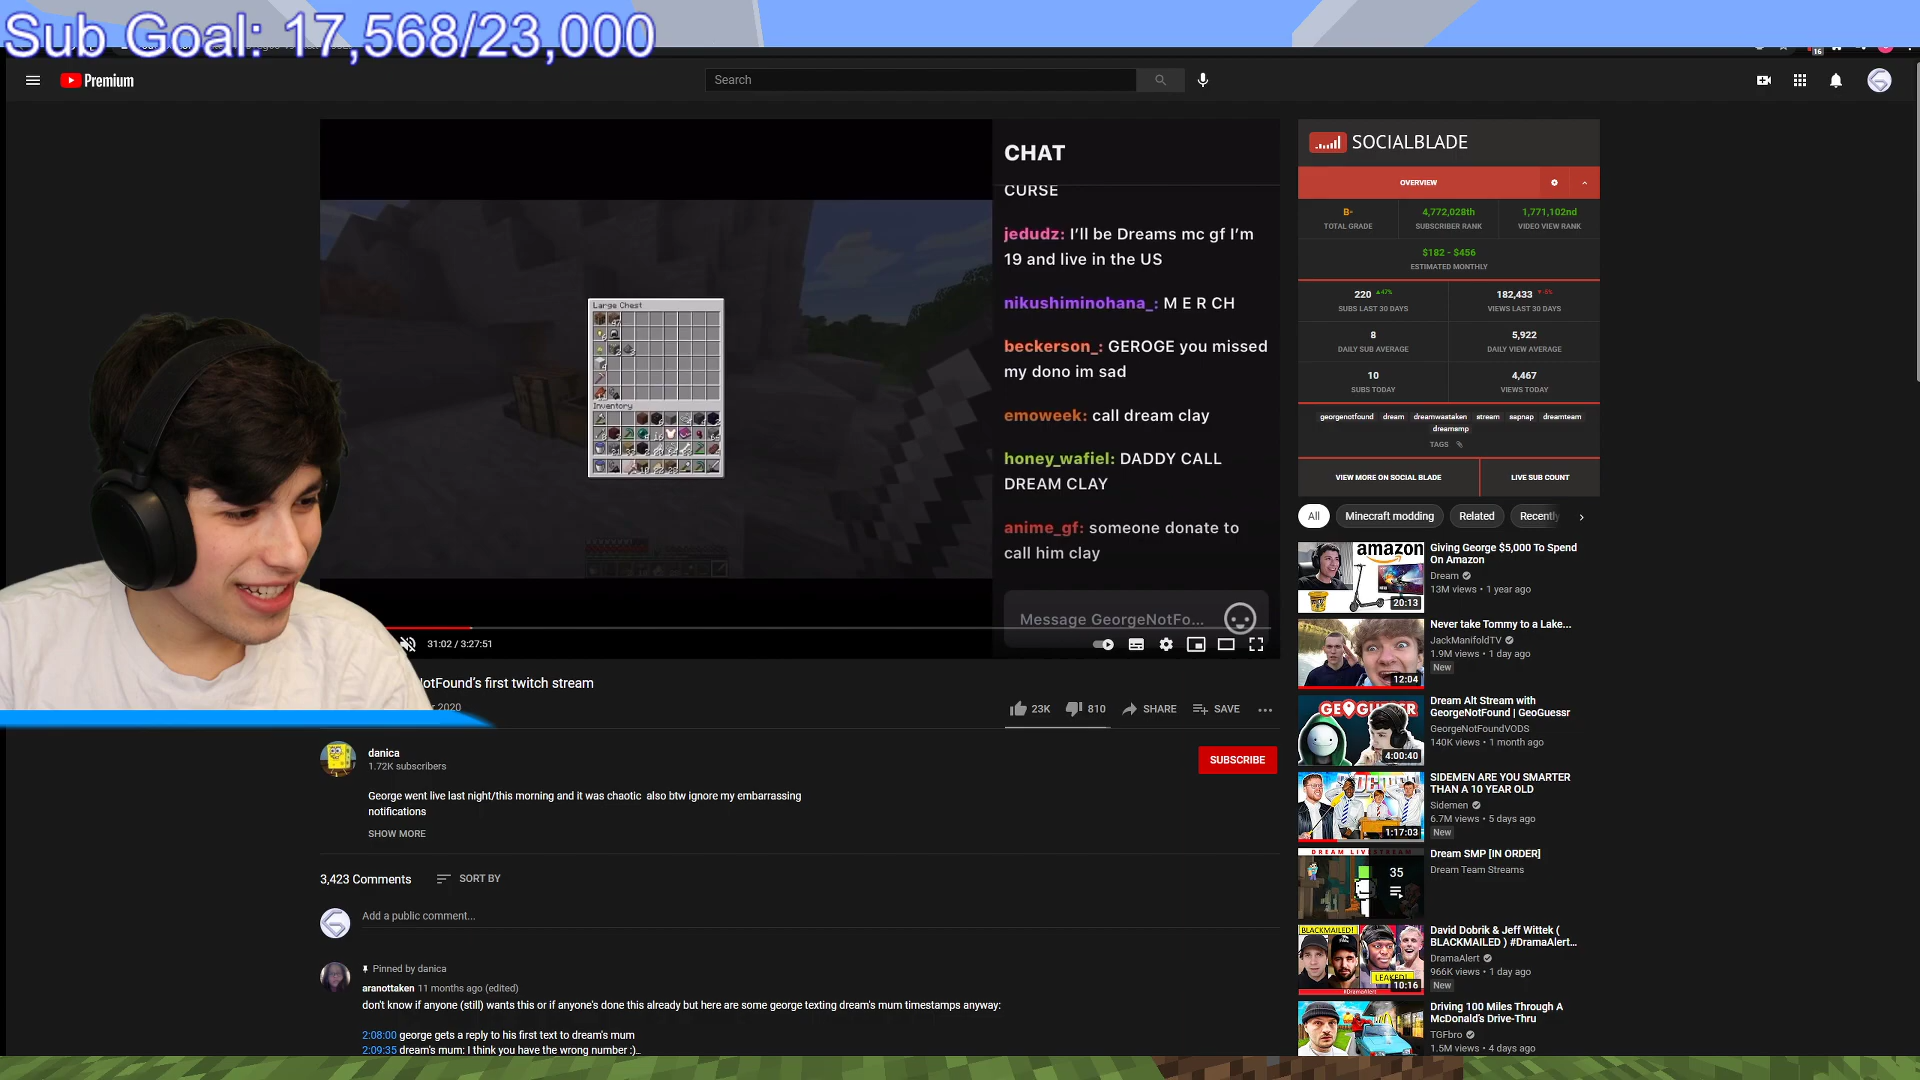 Sub Goal: 17,568/23,000
16
Premium
Search
CHAT
CURSE
jedudz: I'll be Dreams mc gf I'm
19 and live in the US
nikushiminohana_: M E R CH
beckerson_: GEROGE you missed
my dono im sad
emoweek: call dream clay
honey_wafiel: DADDY CALL
DREAM CLAY
anime_gf: someone donate to
call him clay
Message GeorgeNotFo...
Large Chest
Inventory
31:02 / 3:27:51
NotFound's first twitch stream
2020
23K
810
SHARE
SAVE
danica
1.72K subscribers
SUBSCRIBE
George went live last night/this morning and it was chaotic also btw ignore my embarrassing
notifications
SHOW MORE
3,423 Comments
SORT BY
Add a public comment...
Pinned by danica
aranottaken 11 months ago (edited)
don't know if anyone (still) wants this or if anyone's done this already but here are some george texting dream's mum timestamps anyway:
2:08:00 george gets a reply to his first text to dream's mum
2:09:35 dream's mum: I think you have the wrong number :)
SOCIALBLADE
OVERVIEW
B-
TOTAL GRADE
4,772,028th
SUBSCRIBER RANK
1,771,102nd
VIDEO VIEW RANK
$182 - $456
ESTIMATED MONTHLY
220 47%
SUBS LAST 30 DAYS
182,433
VIEWS LAST 30 DAYS
8
DAILY SUB AVERAGE
5,922
DAILY VIEW AVERAGE
10
SUBS TODAY
4,467
VIEWS TODAY
georgenotfound dream dreamwastaken stream sapnap dreamteam
dreamsmp
TAGS
VIEW MORE ON SOCIAL BLADE
LIVE SUB COUNT
All
Minecraft modding
Related
Recently
amazon
20:13
Giving George $5,000 To Spend
On Amazon
Dream
13M views • 1 year ago
12:04
Never take Tommy to a Lake...
JackManifoldTV
1.9M views • 1 day ago
New
GEOGUESSR
4:00:40
Dream Alt Stream with
GeorgeNotFound | GeoGuessr
GeorgeNotFoundVODS
140K views • 1 month ago
1:17:03
SIDEMEN ARE YOU SMARTER
THAN A 10 YEAR OLD
Sidemen
6.7M views • 5 days ago
New
35
Dream SMP [IN ORDER]
Dream Team Streams
BLACKMAILED!
LEAKED!
10:16
David Dobrik & Jeff Wittek (
BLACKMAILED ) #DramaAlert...
DramaAlert
966K views • 1 day ago
New
Driving 100 Miles Through A
McDonald's Drive-Thru
TGFbro
1.5M views • 4 days ago